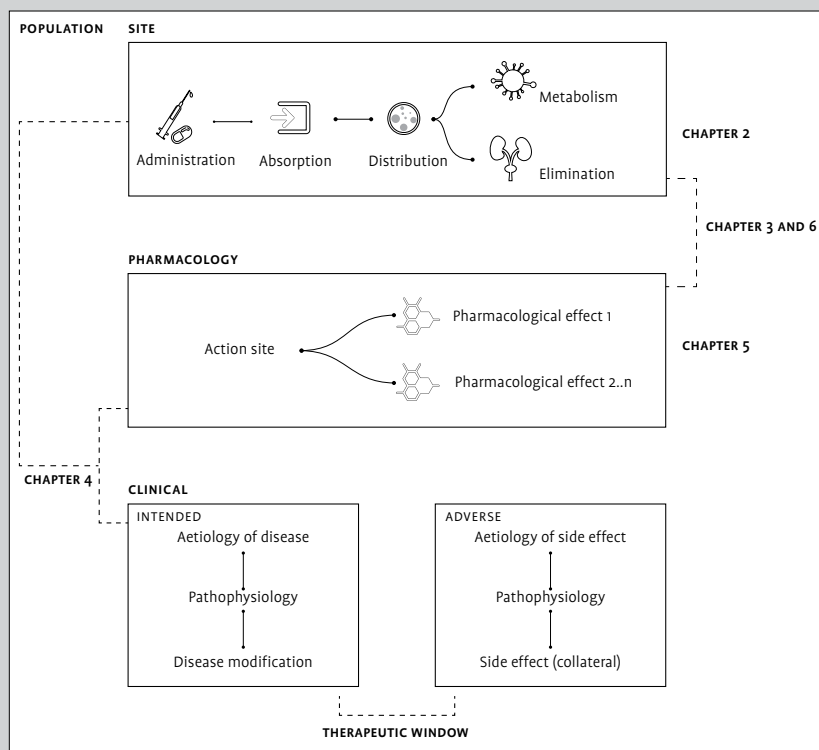 POPULATION
SITE
Metabolism
Administration
Absorption
Distribution
Elimination
CHAPTER 2
CHAPTER 3 AND 6
PHARMACOLOGY
Pharmacological effect 1
Action site
Pharmacological effect 2..n
CHAPTER 5
CHAPTER 4
CLINICAL
INTENDED
Aetiology of disease
Pathophysiology
Disease modification
ADVERSE
Aetiology of side effect
Pathophysiology
Side effect (collateral)
THERAPEUTIC WINDOW